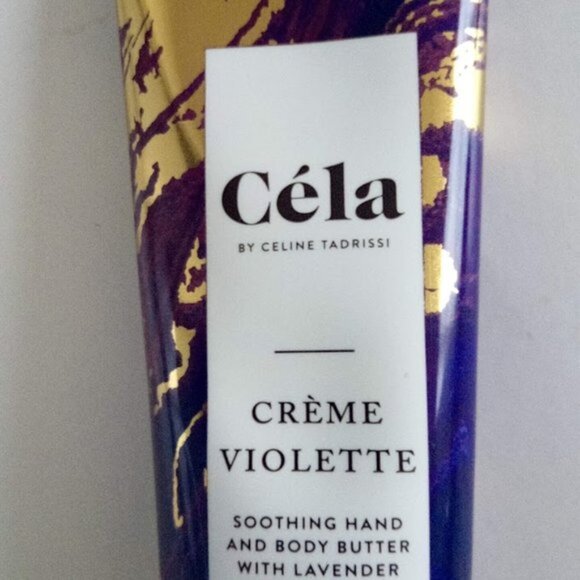 Céla
BY CELINE TADRISSI
CRÈME
VIOLETTE
SOOTHING HAND
AND BODY BUTTER
WITH LAVENDER